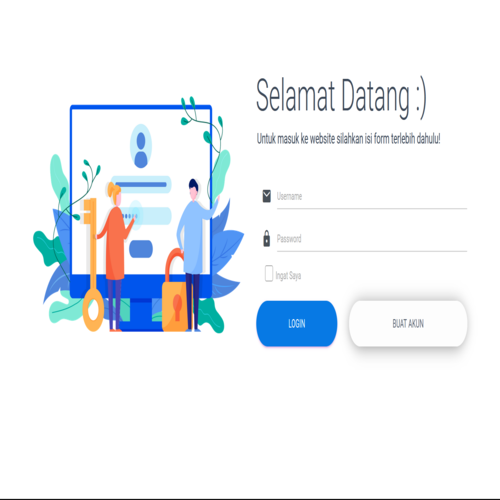 Selamat Datang :)
Untuk masuk ke website silahkan isi form terlebih dahulu!
Username
Password
Ingat Saya
LOGIN
BUAT AKUN